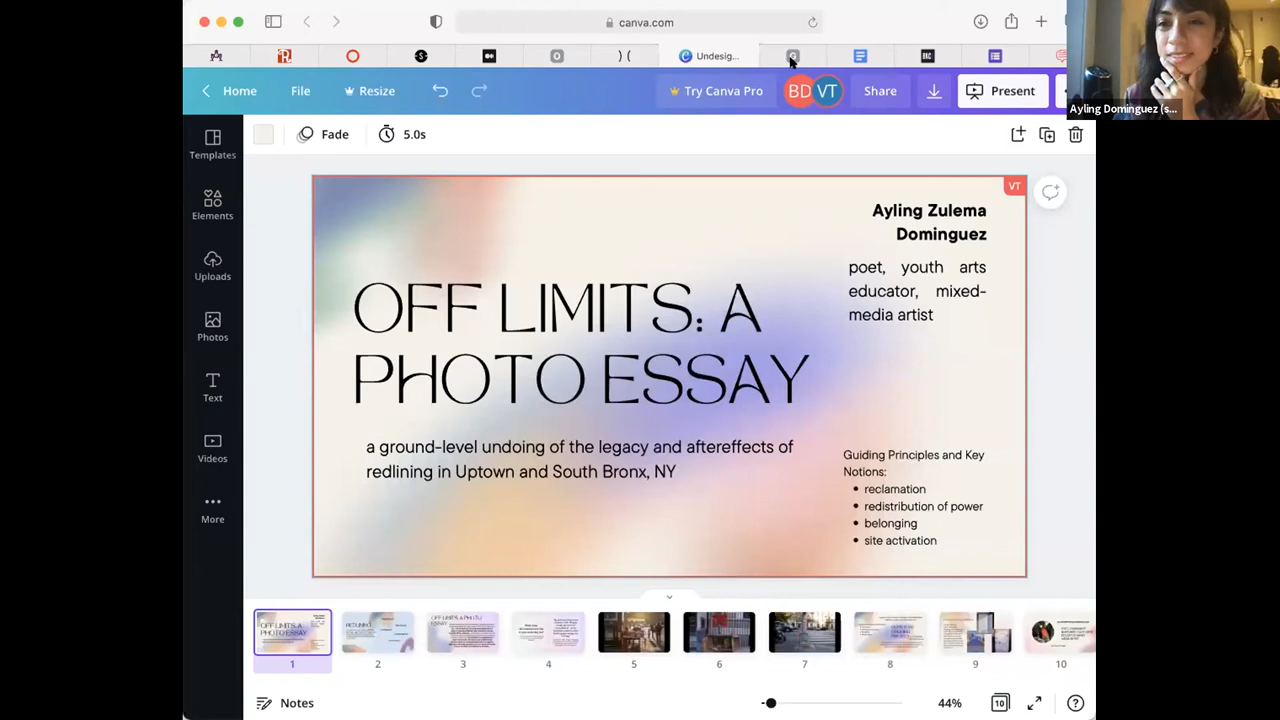 canva.com
Undesig...
Home
File
Resize
Try Canva Pro
BD
VT
Share
Present
Ayling Dominguez (s...
Templates
Elements
Uploads
Photos
Text
Videos
More
Fade
5.0s
VT
Ayling Zulema
Dominguez
poet, youth arts
educator, mixed-
media artist
OFF LIMITS: A
PHOTO ESSAY
a ground-level undoing of the legacy and aftereffects of
redlining in Uptown and South Bronx, NY
Guiding Principles and Key
Notions:
• reclamation
• redistribution of power
• belonging
• site activation
1
2
3
4
5
6
7
8
9
10
Notes
44%
10